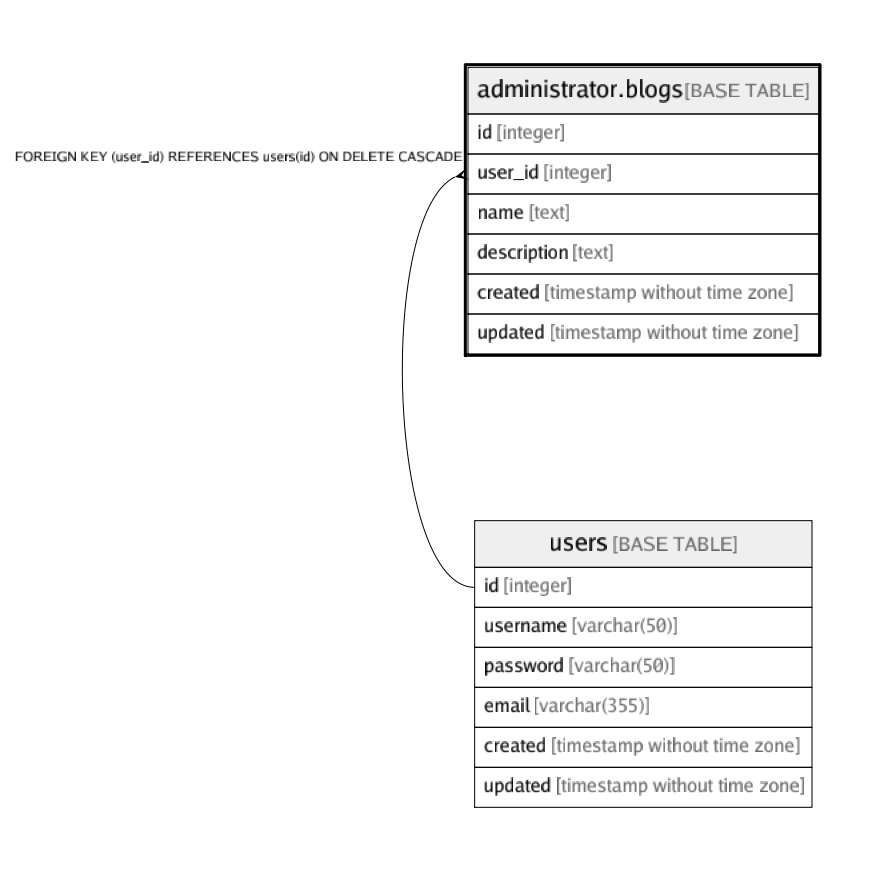 administrator.blogs[BASE TABLE]
id [integer]
FOREIGN KEY (user_id) REFERENCES users(id) ON DELETE CASCADE
user_id [integer]
name [text]
description [text]
created [timestamp without time zone]
updated [timestamp without time zone]
users [BASE TABLE]
id [integer]
username [varchar(50)]
password [varchar(50)]
email [varchar(355)]
created [timestamp without time zone]
updated [timestamp without time zone]